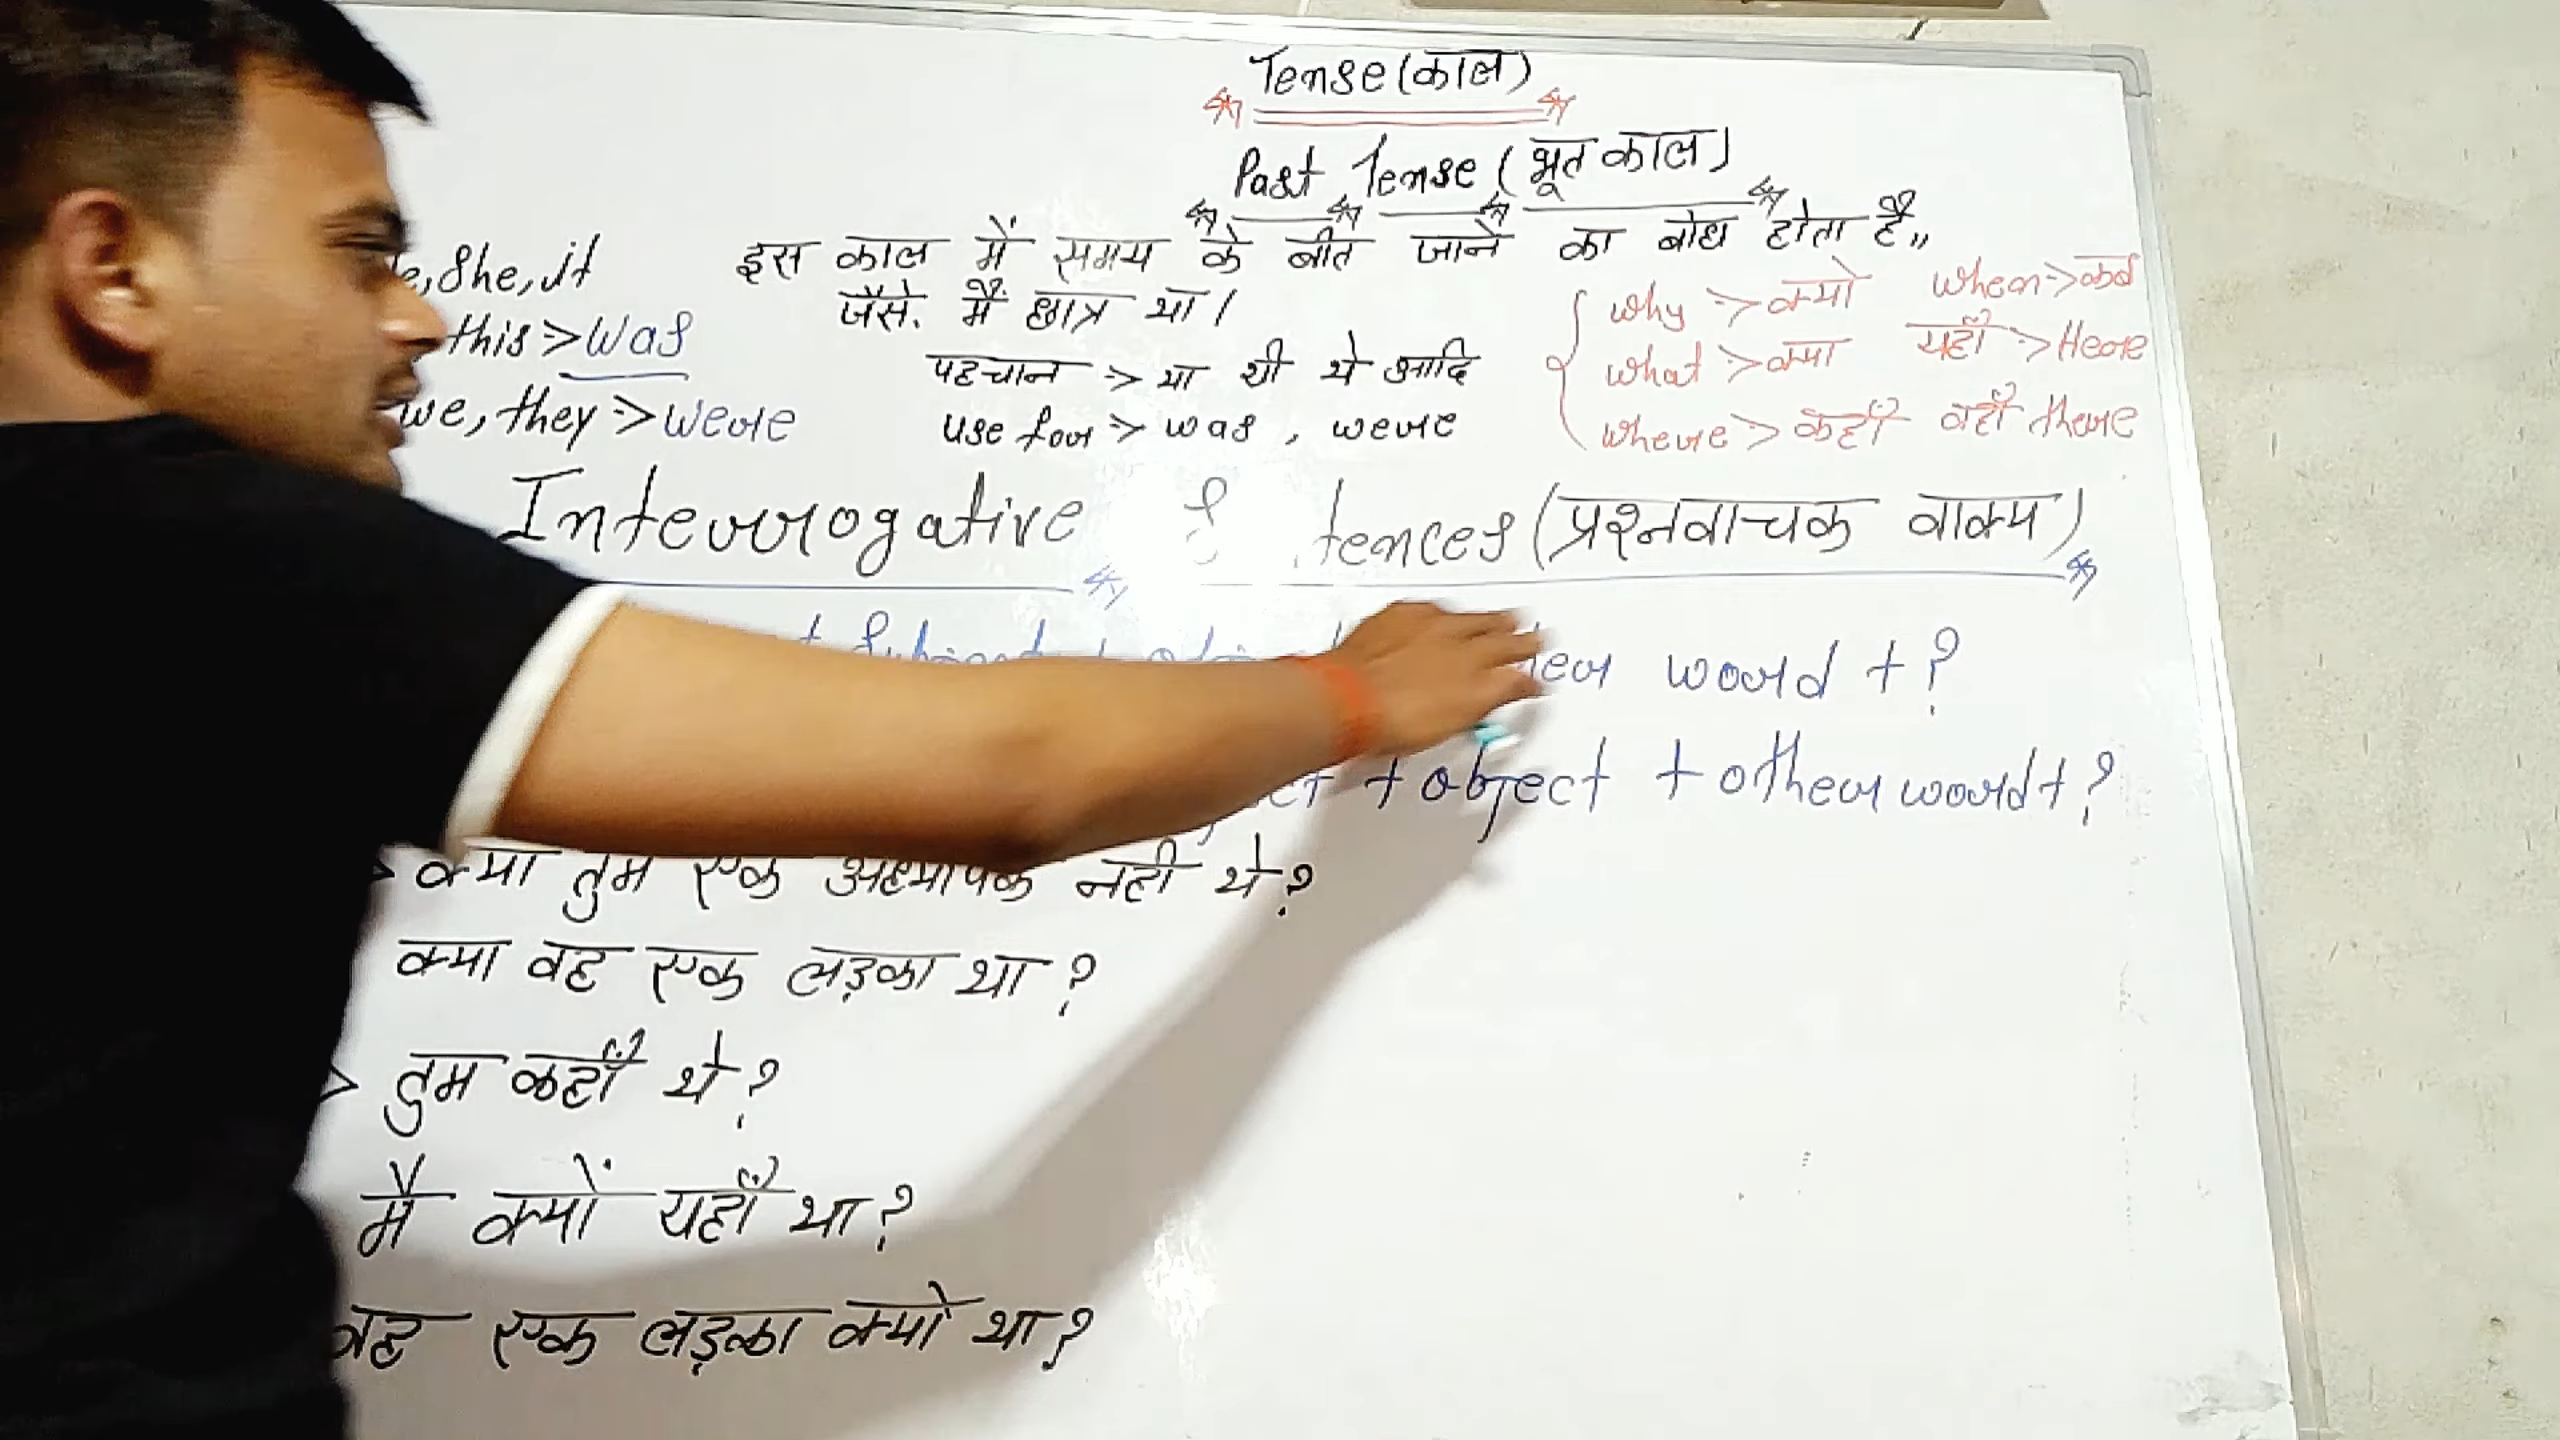 Tense (काल)
Past Tense (भूत काल)
इस काल में समय के बीत जाने का बोध होता है,,
जैसे. मैं छात्र था।
पहचान -> था थी थे आदि
use for -> was, were
she, it
this -> was
we, they -> were
why -> क्यो when -> कब
what -> क्या यहाँ -> Here
where -> कहाँ वहाँ there
Interrogative tences (प्रश्नवाचक वाक्य)
+ Subject + word + ?
+ object + other word + ?
क्या तुम एक अध्यापक नही थे?
क्या वह एक लड़का था?
तुम कहाँ थे?
मै क्यों यहाँ था?
वह एक लड़का क्यो था?